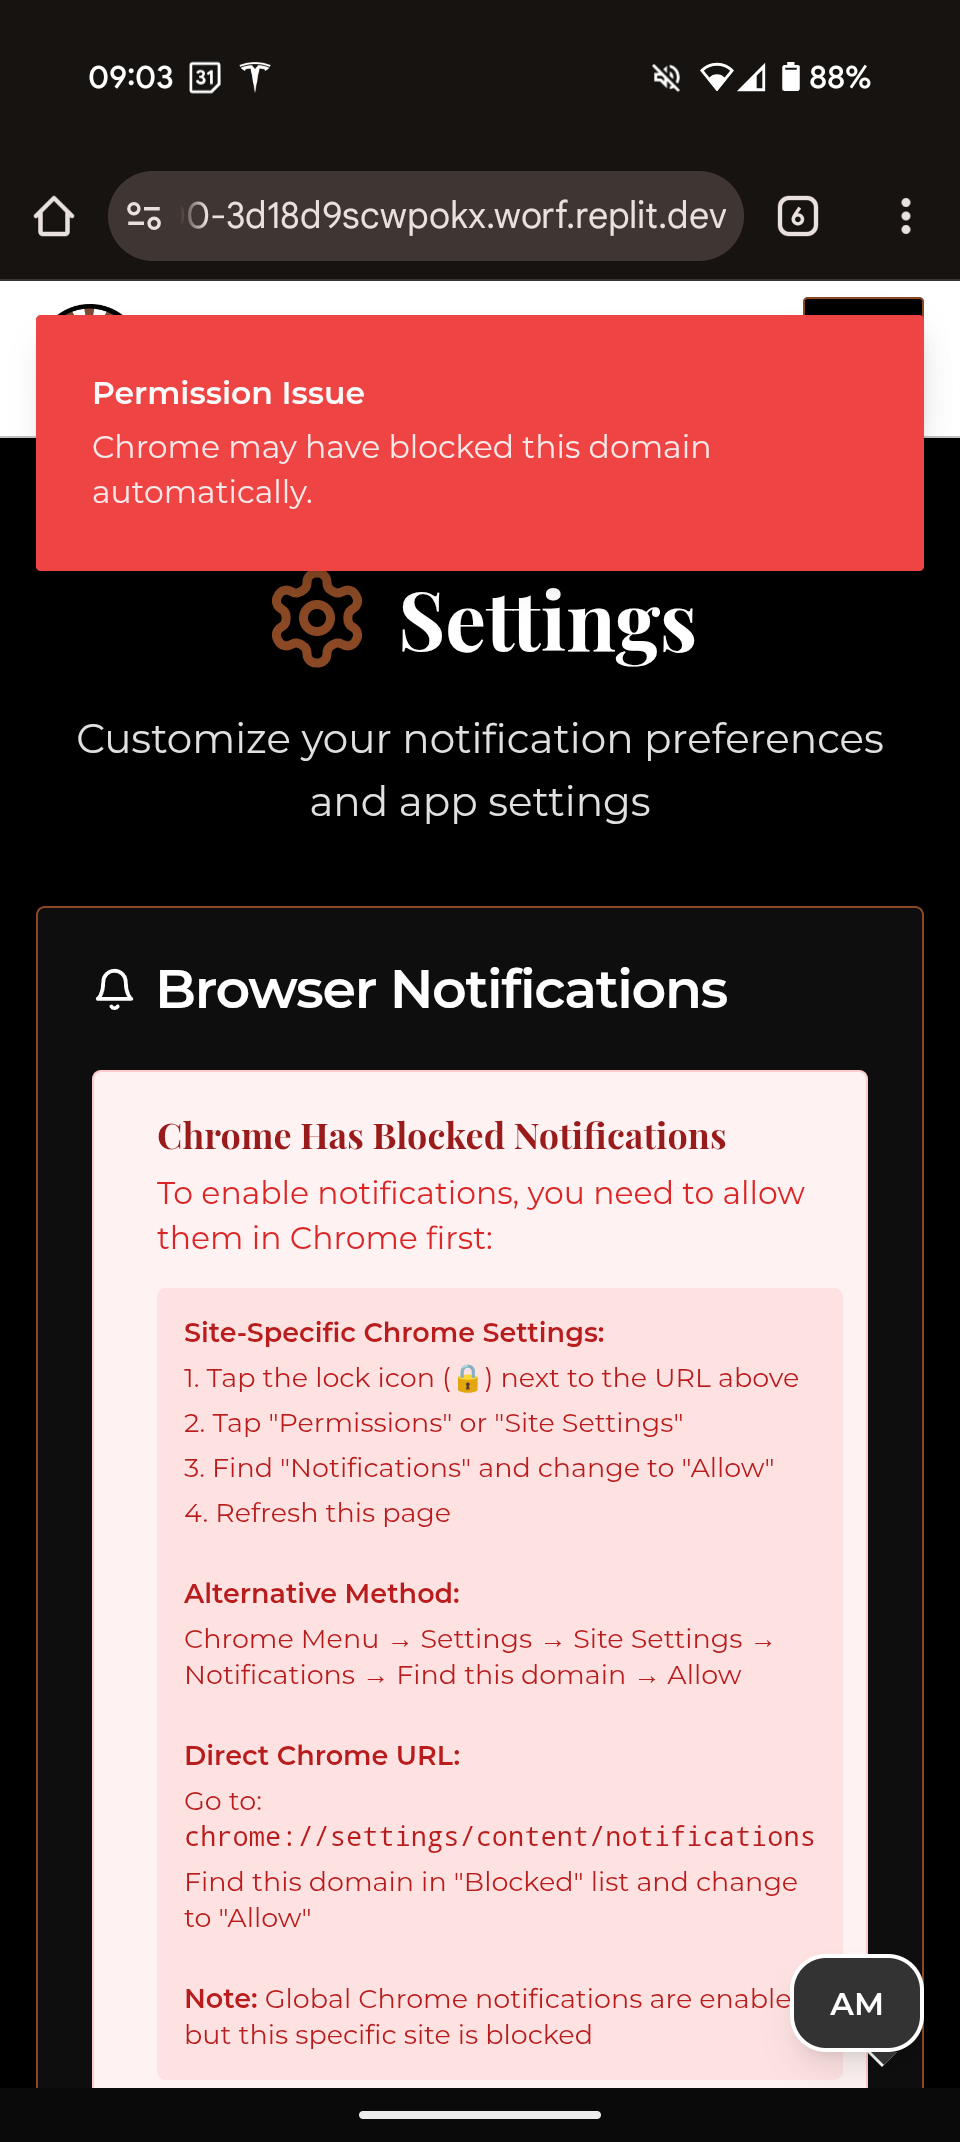 09:03 31 88%
0-3d18d9scwpokx.worf.replit.dev 6
Permission Issue
Chrome may have blocked this domain
automatically.
Settings
Customize your notification preferences
and app settings
Browser Notifications
Chrome Has Blocked Notifications
To enable notifications, you need to allow
them in Chrome first:
Site-Specific Chrome Settings:
1. Tap the lock icon (🔒) next to the URL above
2. Tap "Permissions" or "Site Settings"
3. Find "Notifications" and change to "Allow"
4. Refresh this page
Alternative Method:
Chrome Menu → Settings → Site Settings →
Notifications → Find this domain → Allow
Direct Chrome URL:
Go to:
chrome://settings/content/notifications
Find this domain in "Blocked" list and change
to "Allow"
Note: Global Chrome notifications are enable
but this specific site is blocked
AM